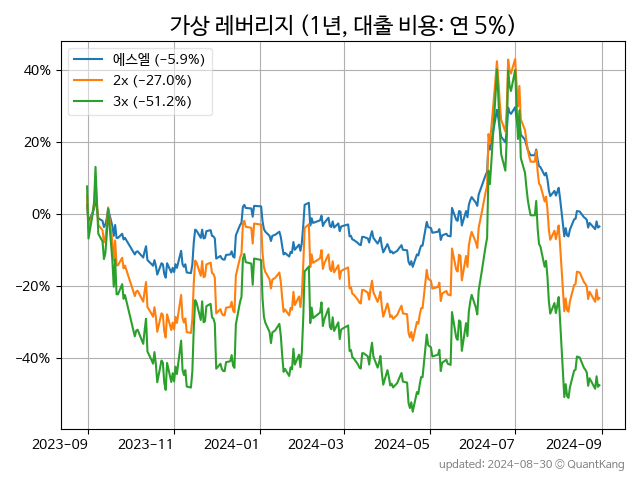 가상 레버리지 (1년, 대출 비용: 연 5%)
에스엘 (−5.9%)
2x (−27.0%)
3x (−51.2%)
40%
20%
0%
−20%
−40%
2023-09 2023-11 2024-01 2024-03 2024-05 2024-07 2024-09
updated: 2024-08-30 © QuantKang